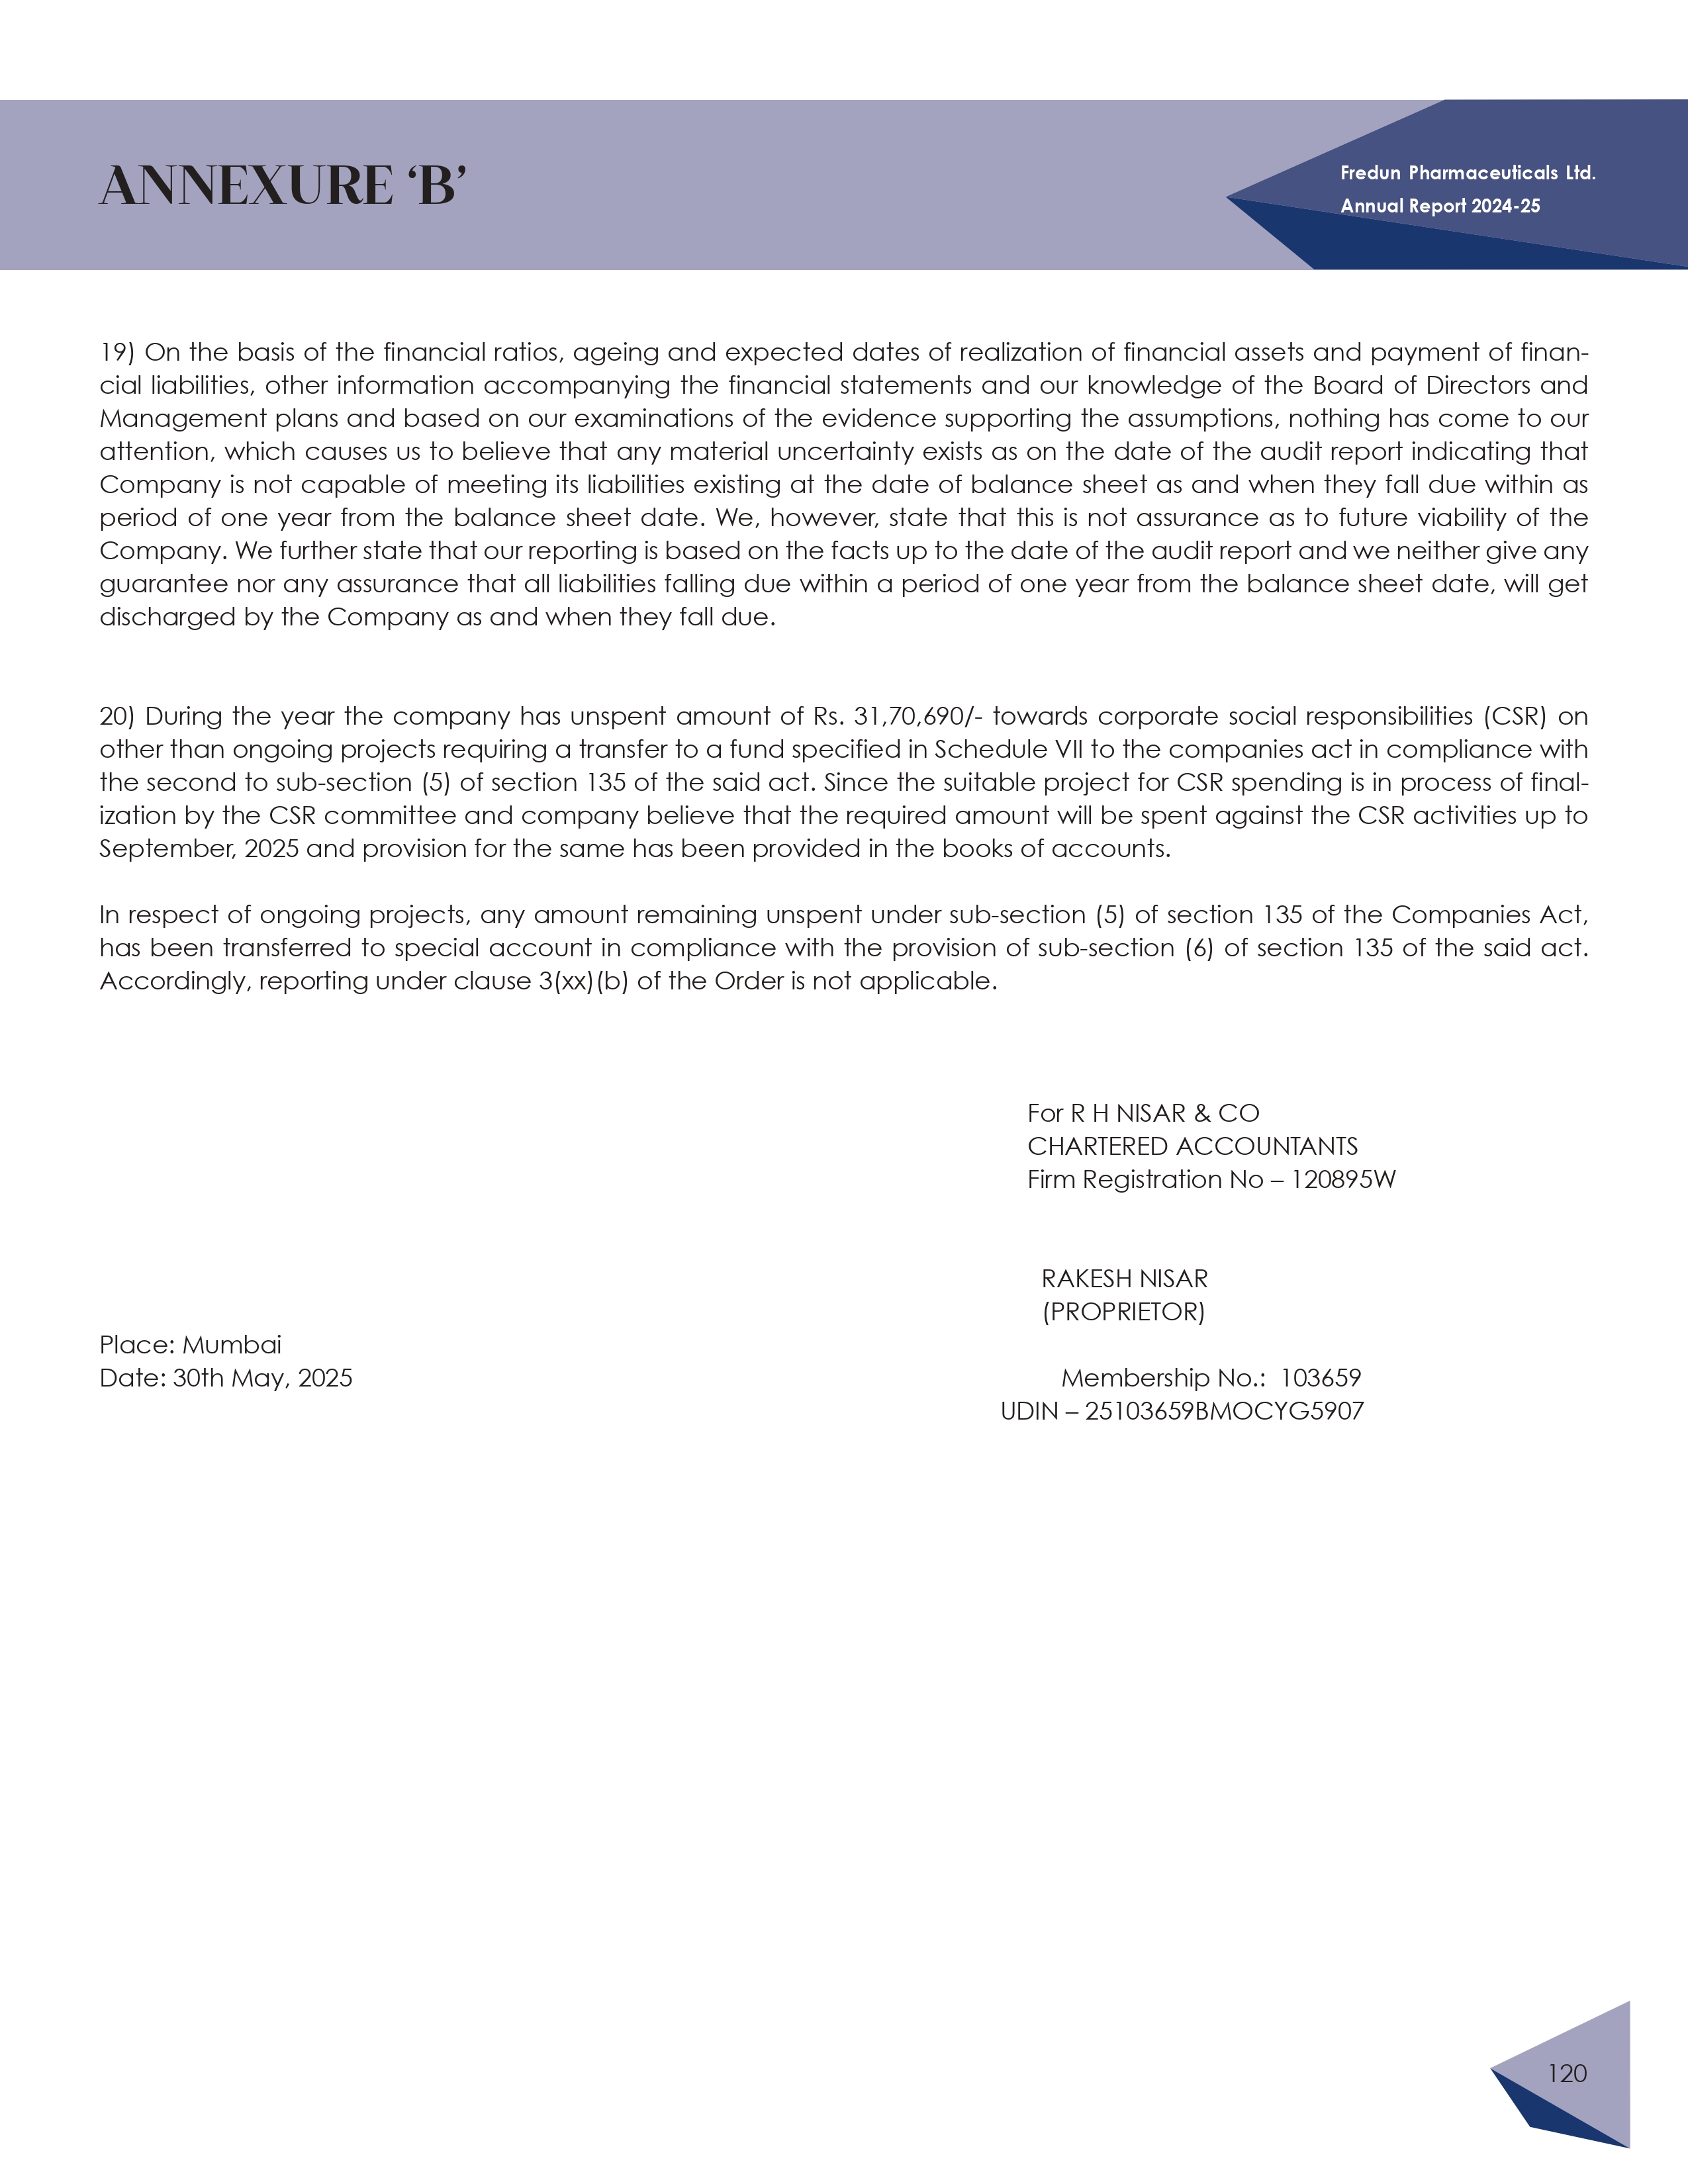 ANNEXURE ‘B’
Fredun Pharmaceuticals Ltd.
Annual Report 2024-25
19) On the basis of the financial ratios, ageing and expected dates of realization of financial assets and payment of finan-
cial liabilities, other information accompanying the financial statements and our knowledge of the Board of Directors and
Management plans and based on our examinations of the evidence supporting the assumptions, nothing has come to our
attention, which causes us to believe that any material uncertainty exists as on the date of the audit report indicating that
Company is not capable of meeting its liabilities existing at the date of balance sheet as and when they fall due within as
period of one year from the balance sheet date. We, however, state that this is not assurance as to future viability of the
Company. We further state that our reporting is based on the facts up to the date of the audit report and we neither give any
guarantee nor any assurance that all liabilities falling due within a period of one year from the balance sheet date, will get
discharged by the Company as and when they fall due.
20) During the year the company has unspent amount of Rs. 31,70,690/- towards corporate social responsibilities (CSR) on
other than ongoing projects requiring a transfer to a fund specified in Schedule VII to the companies act in compliance with
the second to sub-section (5) of section 135 of the said act. Since the suitable project for CSR spending is in process of final-
ization by the CSR committee and company believe that the required amount will be spent against the CSR activities up to
September, 2025 and provision for the same has been provided in the books of accounts.
In respect of ongoing projects, any amount remaining unspent under sub-section (5) of section 135 of the Companies Act,
has been transferred to special account in compliance with the provision of sub-section (6) of section 135 of the said act.
Accordingly, reporting under clause 3(xx)(b) of the Order is not applicable.
For R H NISAR & CO
CHARTERED ACCOUNTANTS
Firm Registration No – 120895W
RAKESH NISAR
(PROPRIETOR)
Place: Mumbai
Date: 30th May, 2025
Membership No.: 103659
UDIN – 25103659BMOCYG5907
120